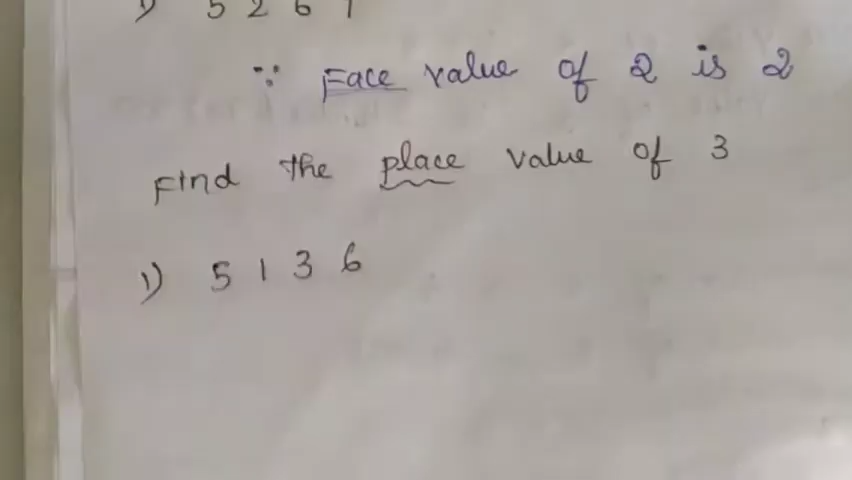 1) 5 2 6 1
∵ Face value of 2 is 2
Find the place value of 3
1) 5 1 3 6